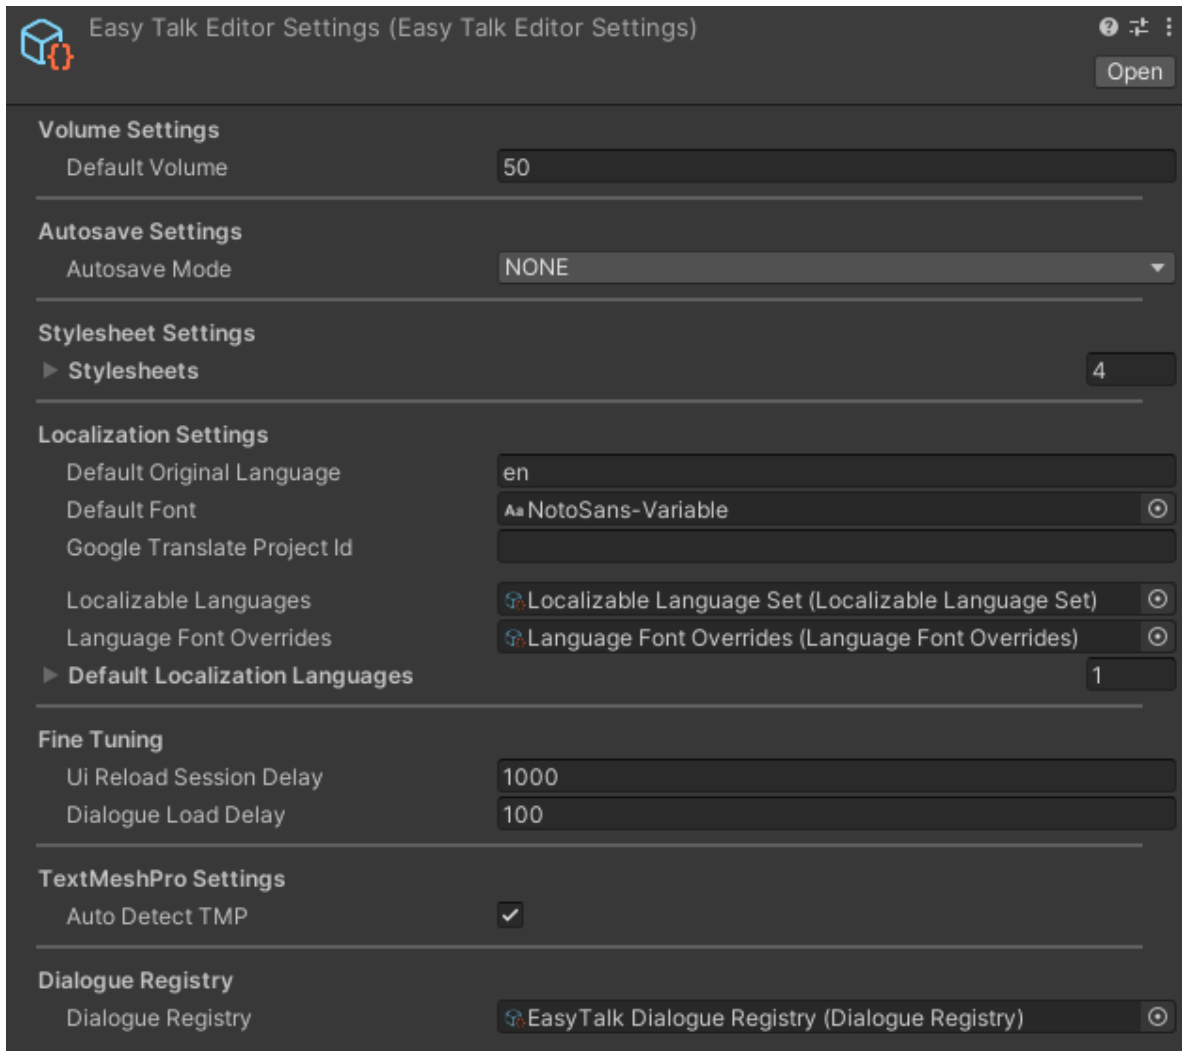 Easy Talk Editor Settings (Easy Talk Editor Settings)
Open
Volume Settings
Default Volume 50
Autosave Settings
Autosave Mode NONE
Stylesheet Settings
Stylesheets 4
Localization Settings
Default Original Language en
Default Font Aa NotoSans-Variable
Google Translate Project Id
Localizable Languages Localizable Language Set (Localizable Language Set)
Language Font Overrides Language Font Overrides (Language Font Overrides)
Default Localization Languages 1
Fine Tuning
Ui Reload Session Delay 1000
Dialogue Load Delay 100
TextMeshPro Settings
Auto Detect TMP
Dialogue Registry
Dialogue Registry EasyTalk Dialogue Registry (Dialogue Registry)